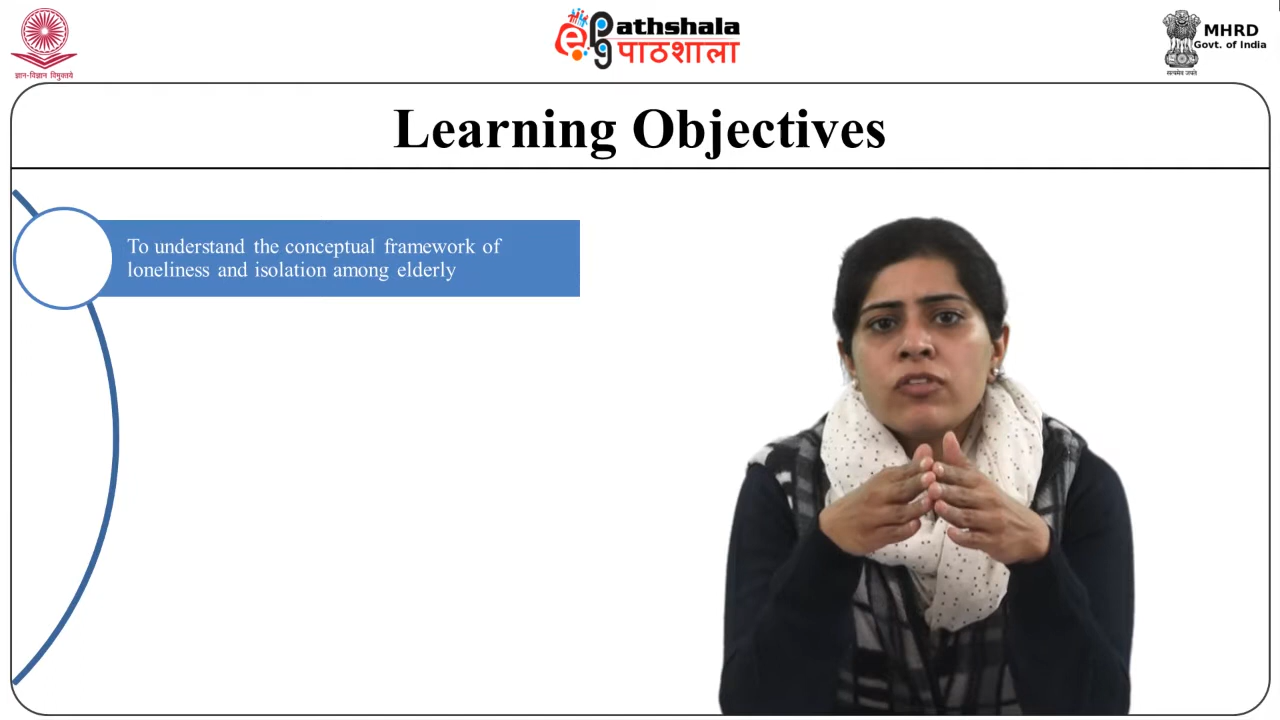 ज्ञान-विज्ञान विमुक्तये
ePG Pathshala
पाठशाला
सत्यमेव जयते
MHRD
Govt. of India
Learning Objectives
To understand the conceptual framework of
loneliness and isolation among elderly